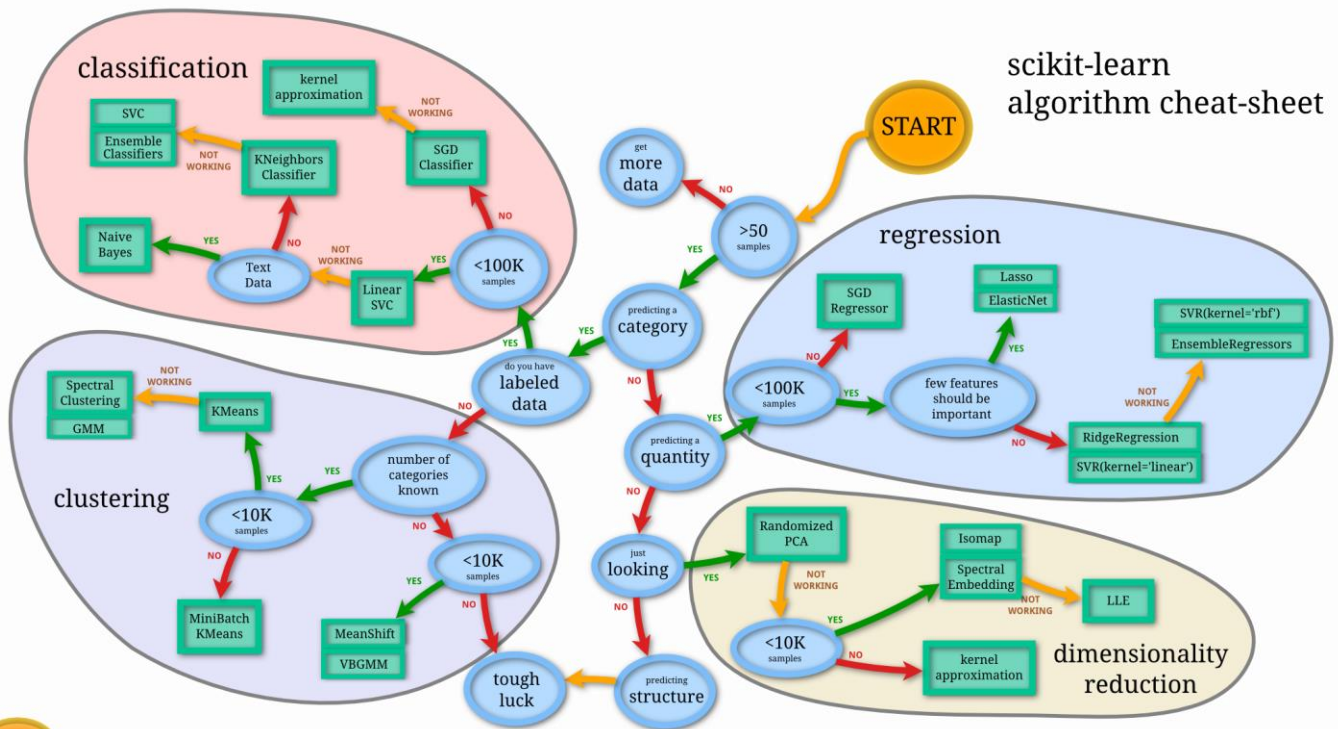 scikit-learn
algorithm cheat-sheet
START
classification
kernel
approximation
NOT
WORKING
SVC
Ensemble
Classifiers
NOT
WORKING
KNeighbors
Classifier
SGD
Classifier
NO
Naive
Bayes
YES
Text
Data
NO
NOT
WORKING
Linear
SVC
YES
<100K
samples
YES
get
more
data
NO
>50
samples
YES
predicting a
category
YES
do you have
labeled
data
NO
NO
predicting a
quantity
YES
NO
just
looking
YES
NO
predicting
structure
tough
luck
regression
SGD
Regressor
NO
<100K
samples
YES
Lasso
ElasticNet
YES
few features
should be
important
NO
SVR(kernel='rbf')
EnsembleRegressors
NOT
WORKING
RidgeRegression
SVR(kernel='linear')
clustering
Spectral
Clustering
GMM
NOT
WORKING
KMeans
YES
<10K
samples
YES
number of
categories
known
NO
NO
MiniBatch
KMeans
<10K
samples
YES
NO
MeanShift
VBGMM
Randomized
PCA
NOT
WORKING
<10K
samples
YES
Isomap
Spectral
Embedding
NOT
WORKING
LLE
NO
kernel
approximation
dimensionality
reduction